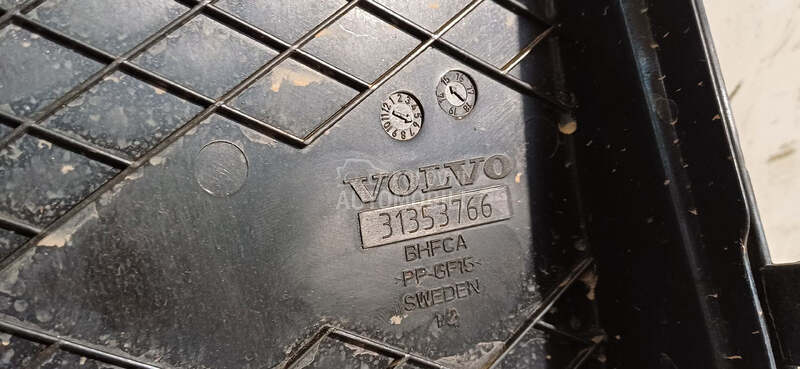 VOLVO
31353766
BHFCA
>PP-GF15<
SWEDEN